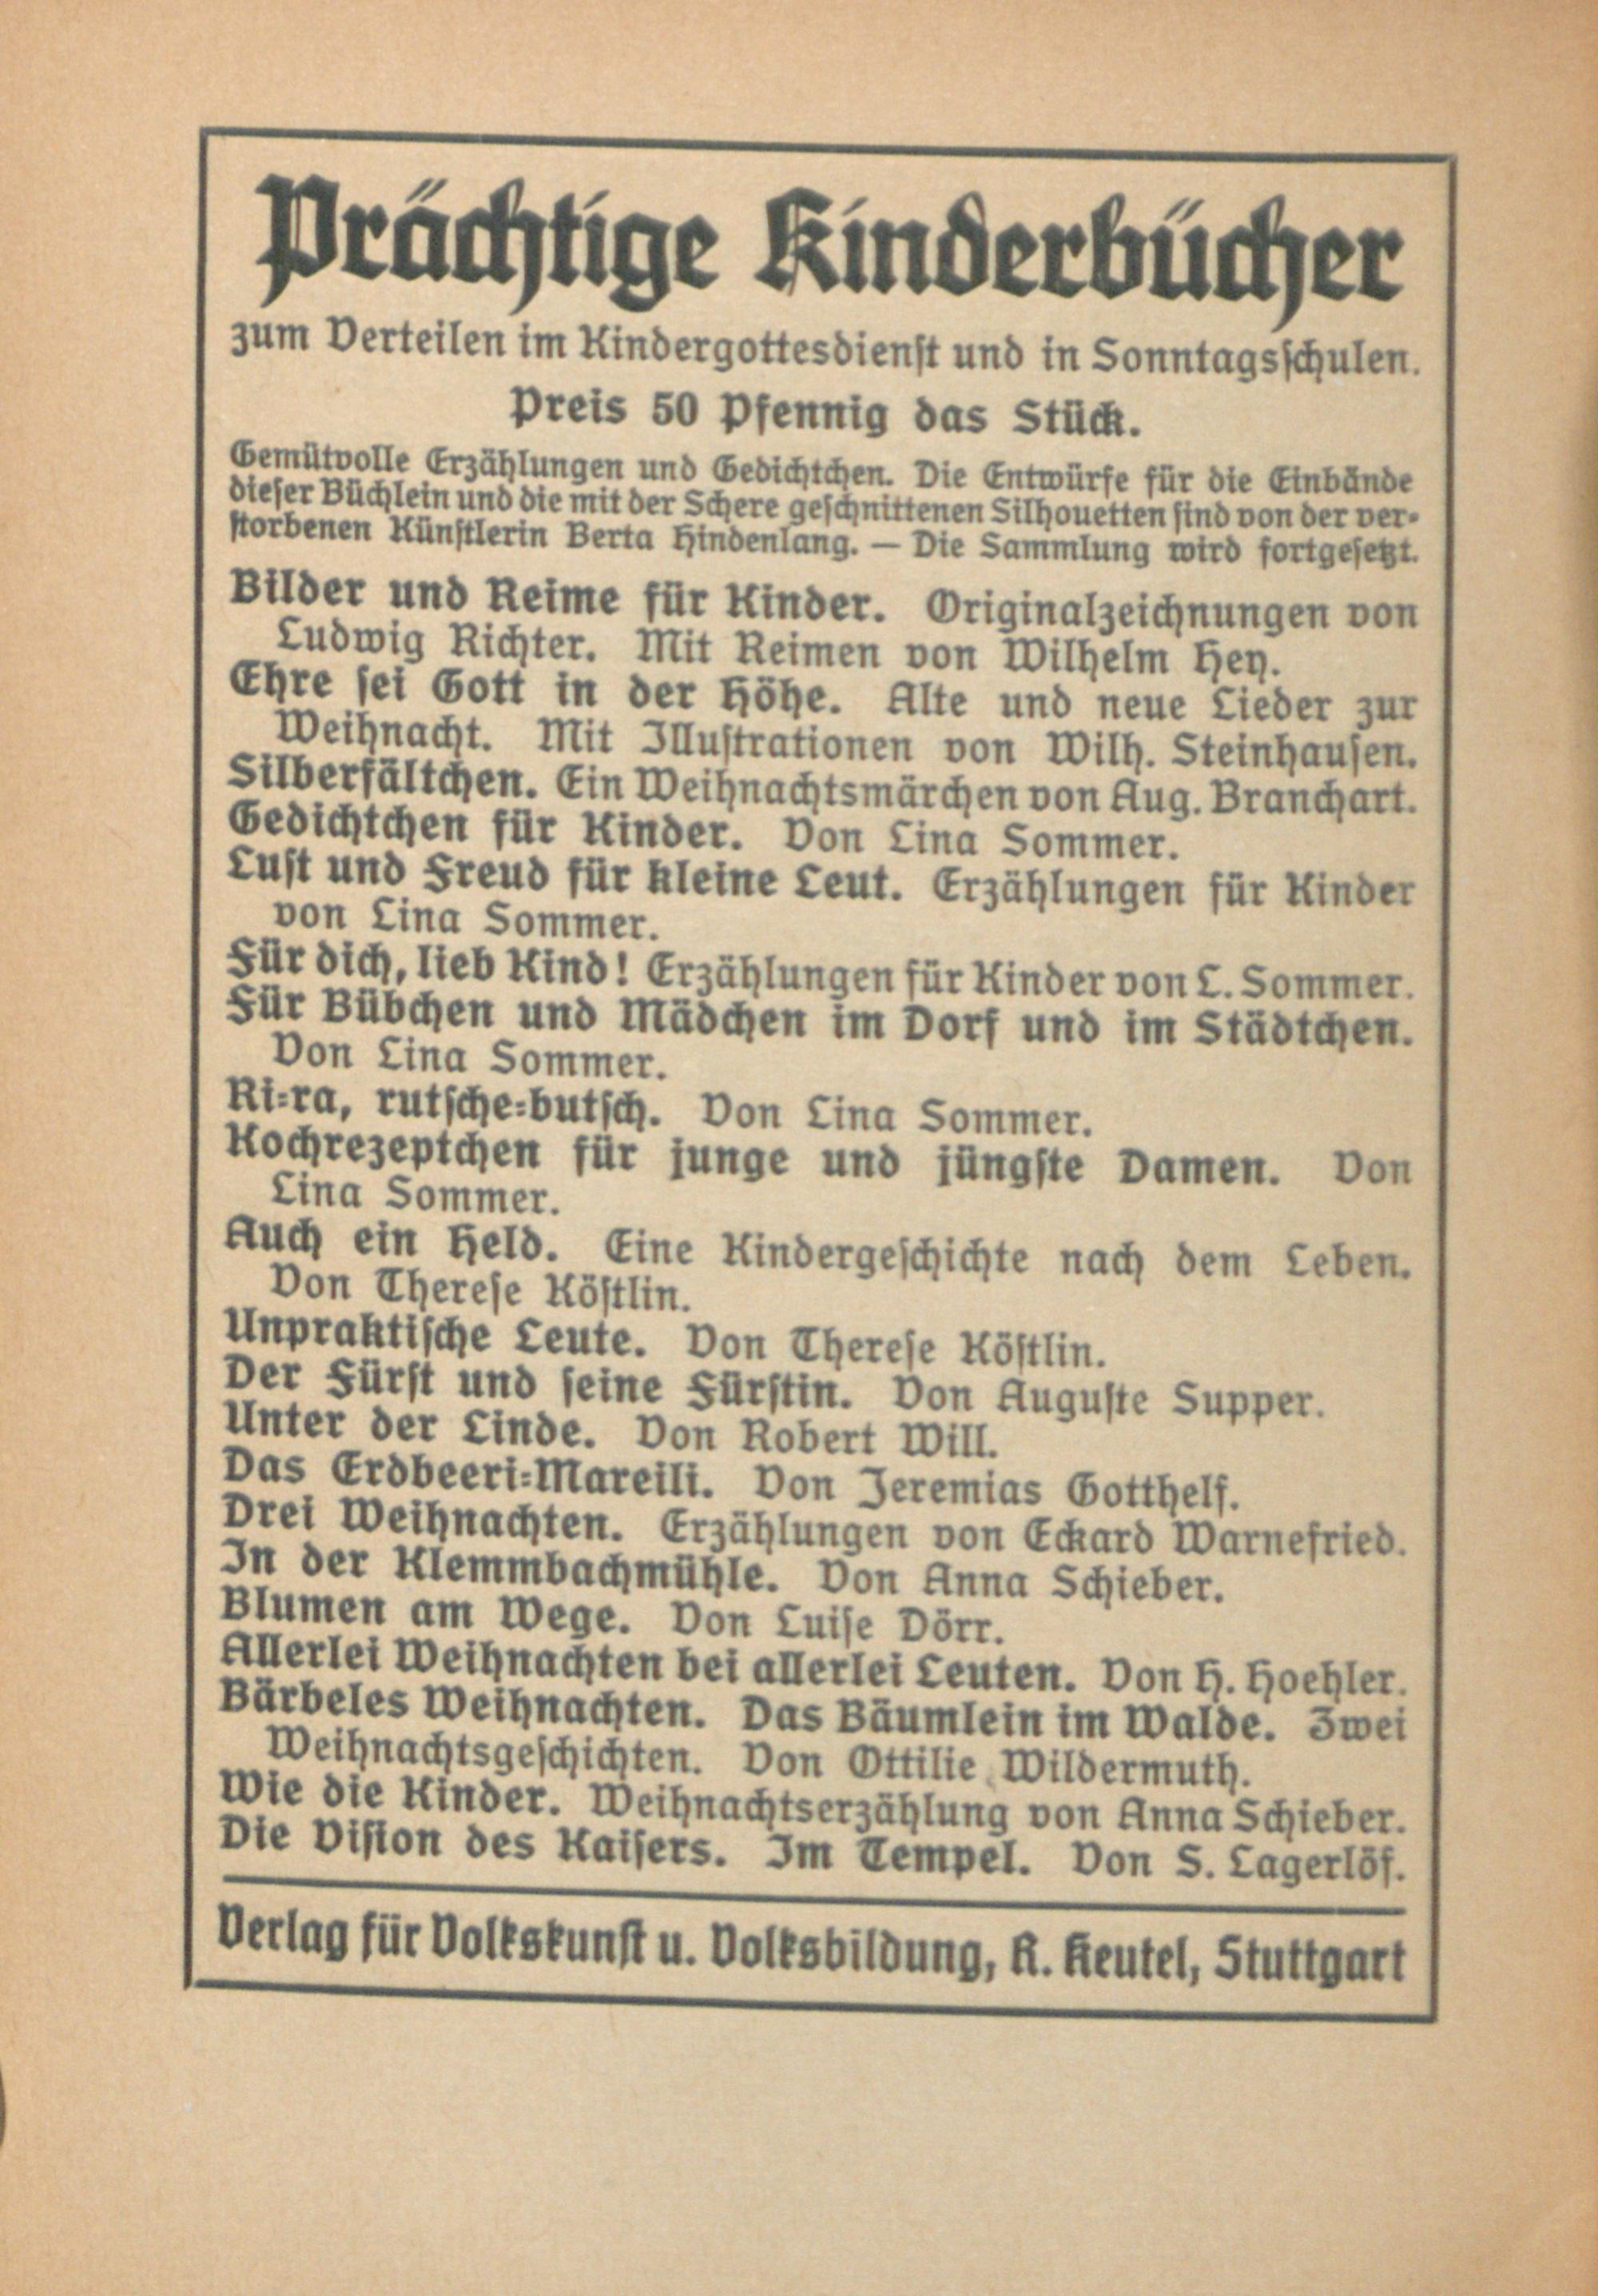 Prächtige Kinderbücher
zum Verteilen im Kindergottesdienst und in Sonntagsschulen.
Preis 50 Pfennig das Stück.
Gemütvolle Erzählungen und Gedichtchen. Die Entwürfe für die Einbände
dieser Büchlein und die mit der Schere geschnittenen Silhouetten sind von der ver-
storbenen Künstlerin Berta Hindenlang. — Die Sammlung wird fortgesetzt.
Bilder und Reime für Kinder. Originalzeichnungen von
Ludwig Richter. Mit Reimen von Wilhelm Hey.
Ehre sei Gott in der Höhe. Alte und neue Lieder zur
Weihnacht. Mit Illustrationen von Wilh. Steinhausen.
Silberfältchen. Ein Weihnachtsmärchen von Aug. Branchart.
Gedichtchen für Kinder. Von Lina Sommer.
Lust und Freud für kleine Leut. Erzählungen für Kinder
von Lina Sommer.
Für dich, lieb Kind! Erzählungen für Kinder von L. Sommer.
Für Bübchen und Mädchen im Dorf und im Städtchen.
Von Lina Sommer.
Ri-ra, rutsche-butsch. Von Lina Sommer.
Kochrezeptchen für junge und jüngste Damen. Von
Lina Sommer.
Auch ein Held. Eine Kindergeschichte nach dem Leben.
Von Therese Köstlin.
Unpraktische Leute. Von Therese Köstlin.
Der Fürst und seine Fürstin. Von Auguste Supper.
Unter der Linde. Von Robert Will.
Das Erdbeeri-Mareili. Von Jeremias Gotthelf.
Drei Weihnachten. Erzählungen von Eckard Warnefried.
In der Klemmbachmühle. Von Anna Schieber.
Blumen am Wege. Von Luise Dörr.
Allerlei Weihnachten bei allerlei Leuten. Von H. Hoehler.
Bärbeles Weihnachten. Das Bäumlein im Walde. Zwei
Weihnachtsgeschichten. Von Ottilie Wildermuth.
Wie die Kinder. Weihnachtserzählung von Anna Schieber.
Die Vision des Kaisers. Im Tempel. Von S. Lagerlöf.
Verlag für Volkskunst u. Volksbildung, R. Keutel, Stuttgart